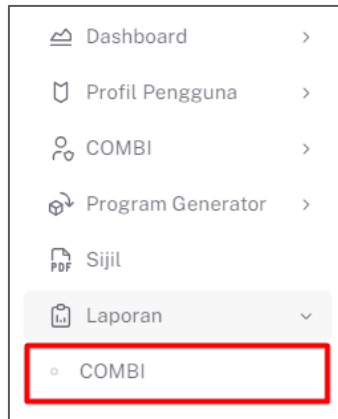 Dashboard
Profil Pengguna
COMBI
Program Generator
PDF Sijil
Laporan
COMBI